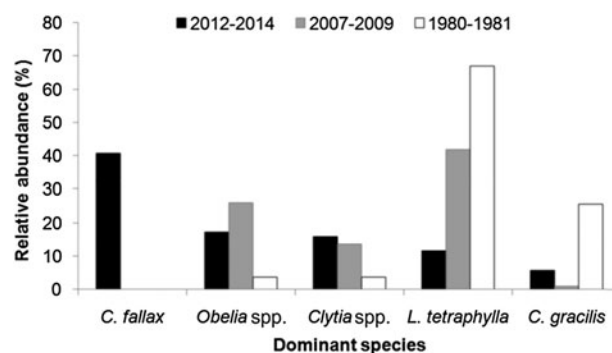 80
2012-2014 2007-2009 1980-1981
70
60
50
40
30
20
10
0
Relative abundance (%)
C. fallax Obelia spp. Clytia spp. L. tetraphylla C. gracilis
Dominant species